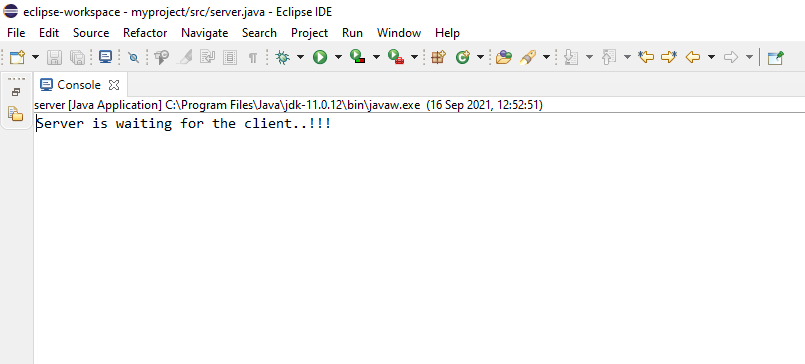 eclipse-workspace - myproject/src/server.java - Eclipse IDE
File Edit Source Refactor Navigate Search Project Run Window Help
Console
server [Java Application] C:\Program Files\Java\jdk-11.0.12\bin\javaw.exe (16 Sep 2021, 12:52:51)
Server is waiting for the client..!!!